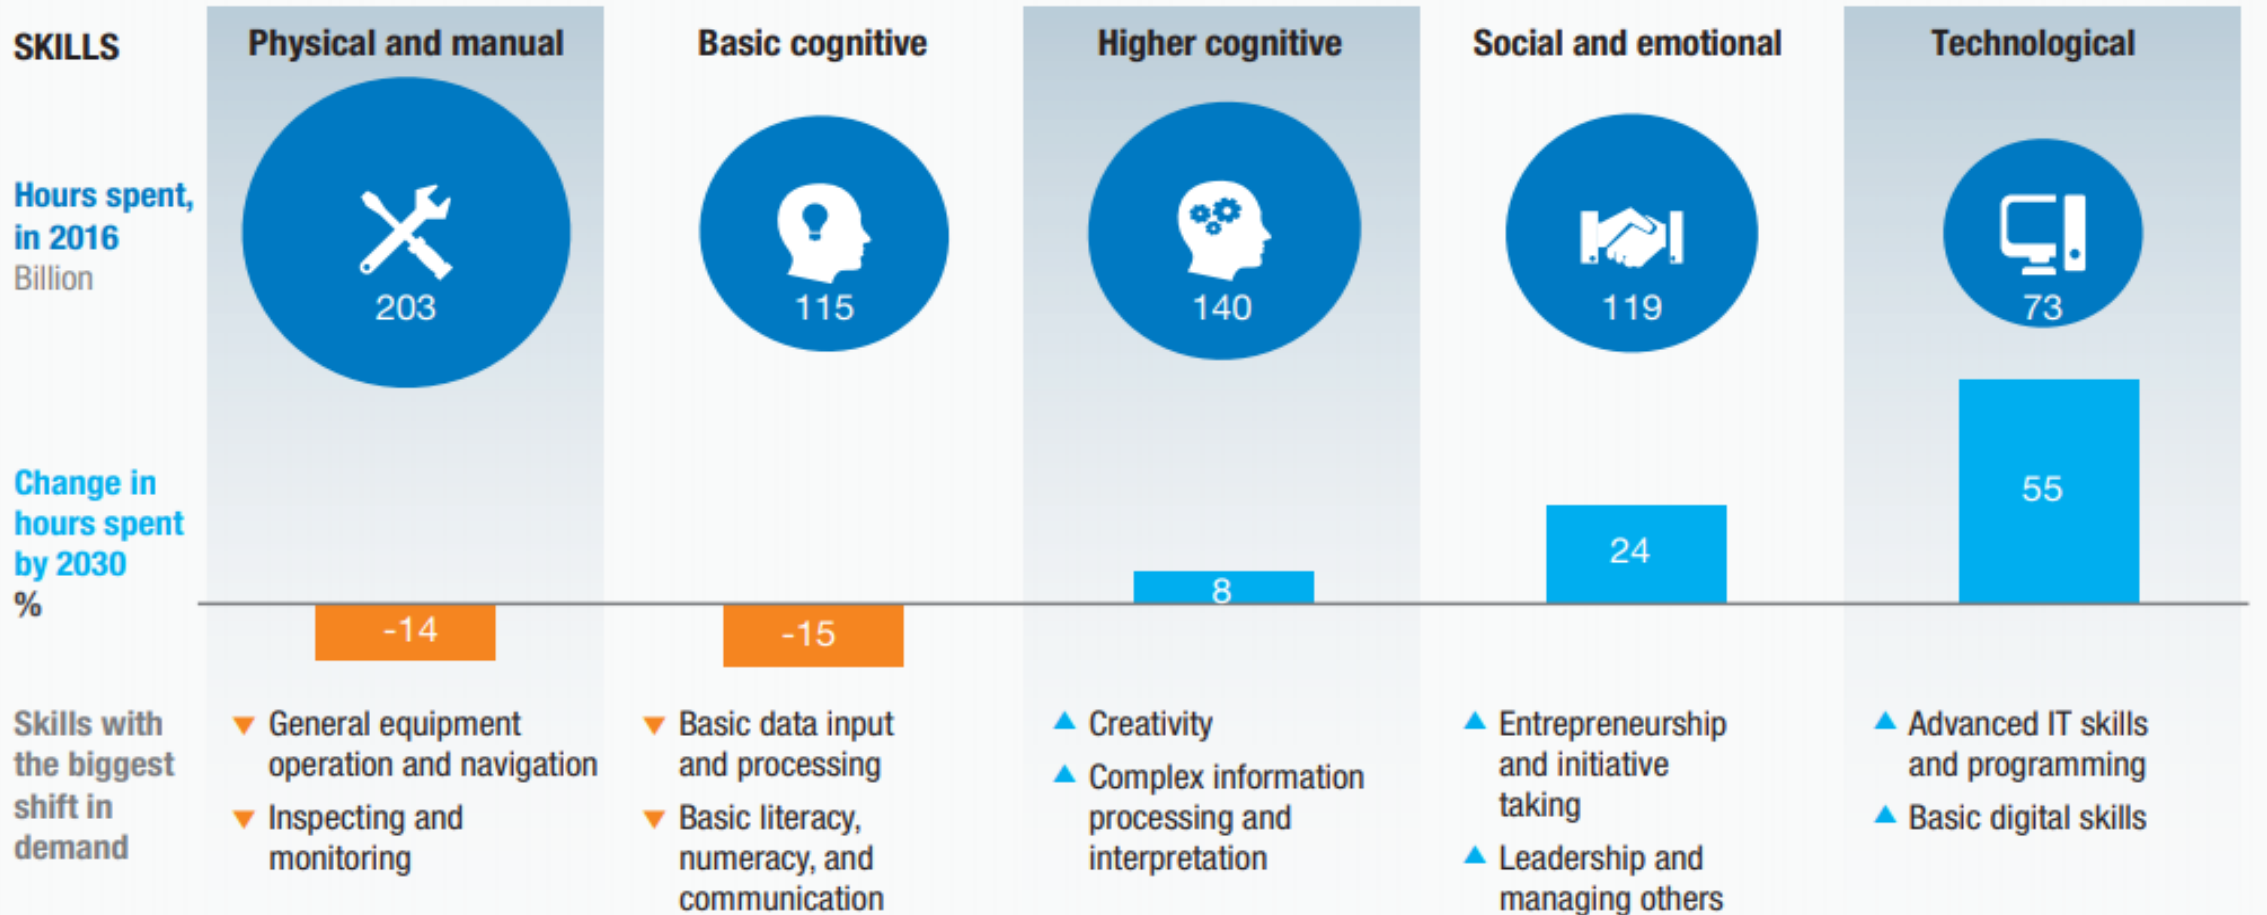 SKILLS
Physical and manual
Basic cognitive
Higher cognitive
Social and emotional
Technological
Hours spent,
in 2016
Billion
203
115
140
119
73
Change in
hours spent
by 2030
%
-14
-15
8
24
55
Skills with
the biggest
shift in
demand
General equipment
operation and navigation
Inspecting and
monitoring
Basic data input
and processing
Basic literacy,
numeracy, and
communication
Creativity
Complex information
processing and
interpretation
Entrepreneurship
and initiative
taking
Leadership and
managing others
Advanced IT skills
and programming
Basic digital skills